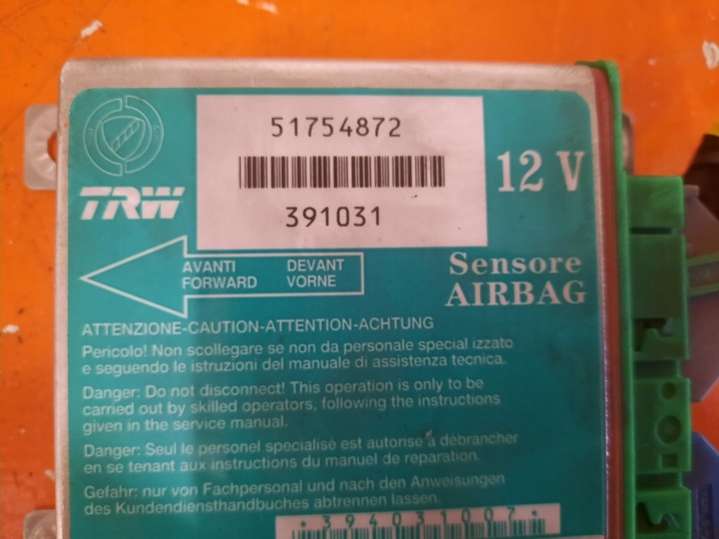 51754872
391031
12 V
TRW
AVANTI DEVANT
FORWARD VORNE
Sensore
AIRBAG
ATTENZIONE-CAUTION-ATTENTION-ACHTUNG
Pericolo! Non scollegare se non da personale special izzato
e seguendo le istruzioni del manuale di assistenza tecnica.
Danger: Do not disconnect! This operation is only to be
carried out by skilled operators, following the instructions
given in the service manual.
Danger: Seul le personel specialisè est autorise à débrancher
en se tenant aux instructions du manuel de reparation.
Gefahr: nur von Fachpersonal und nach den Anweisungen
des Kundendiensthandbuches abtrennen lassen.